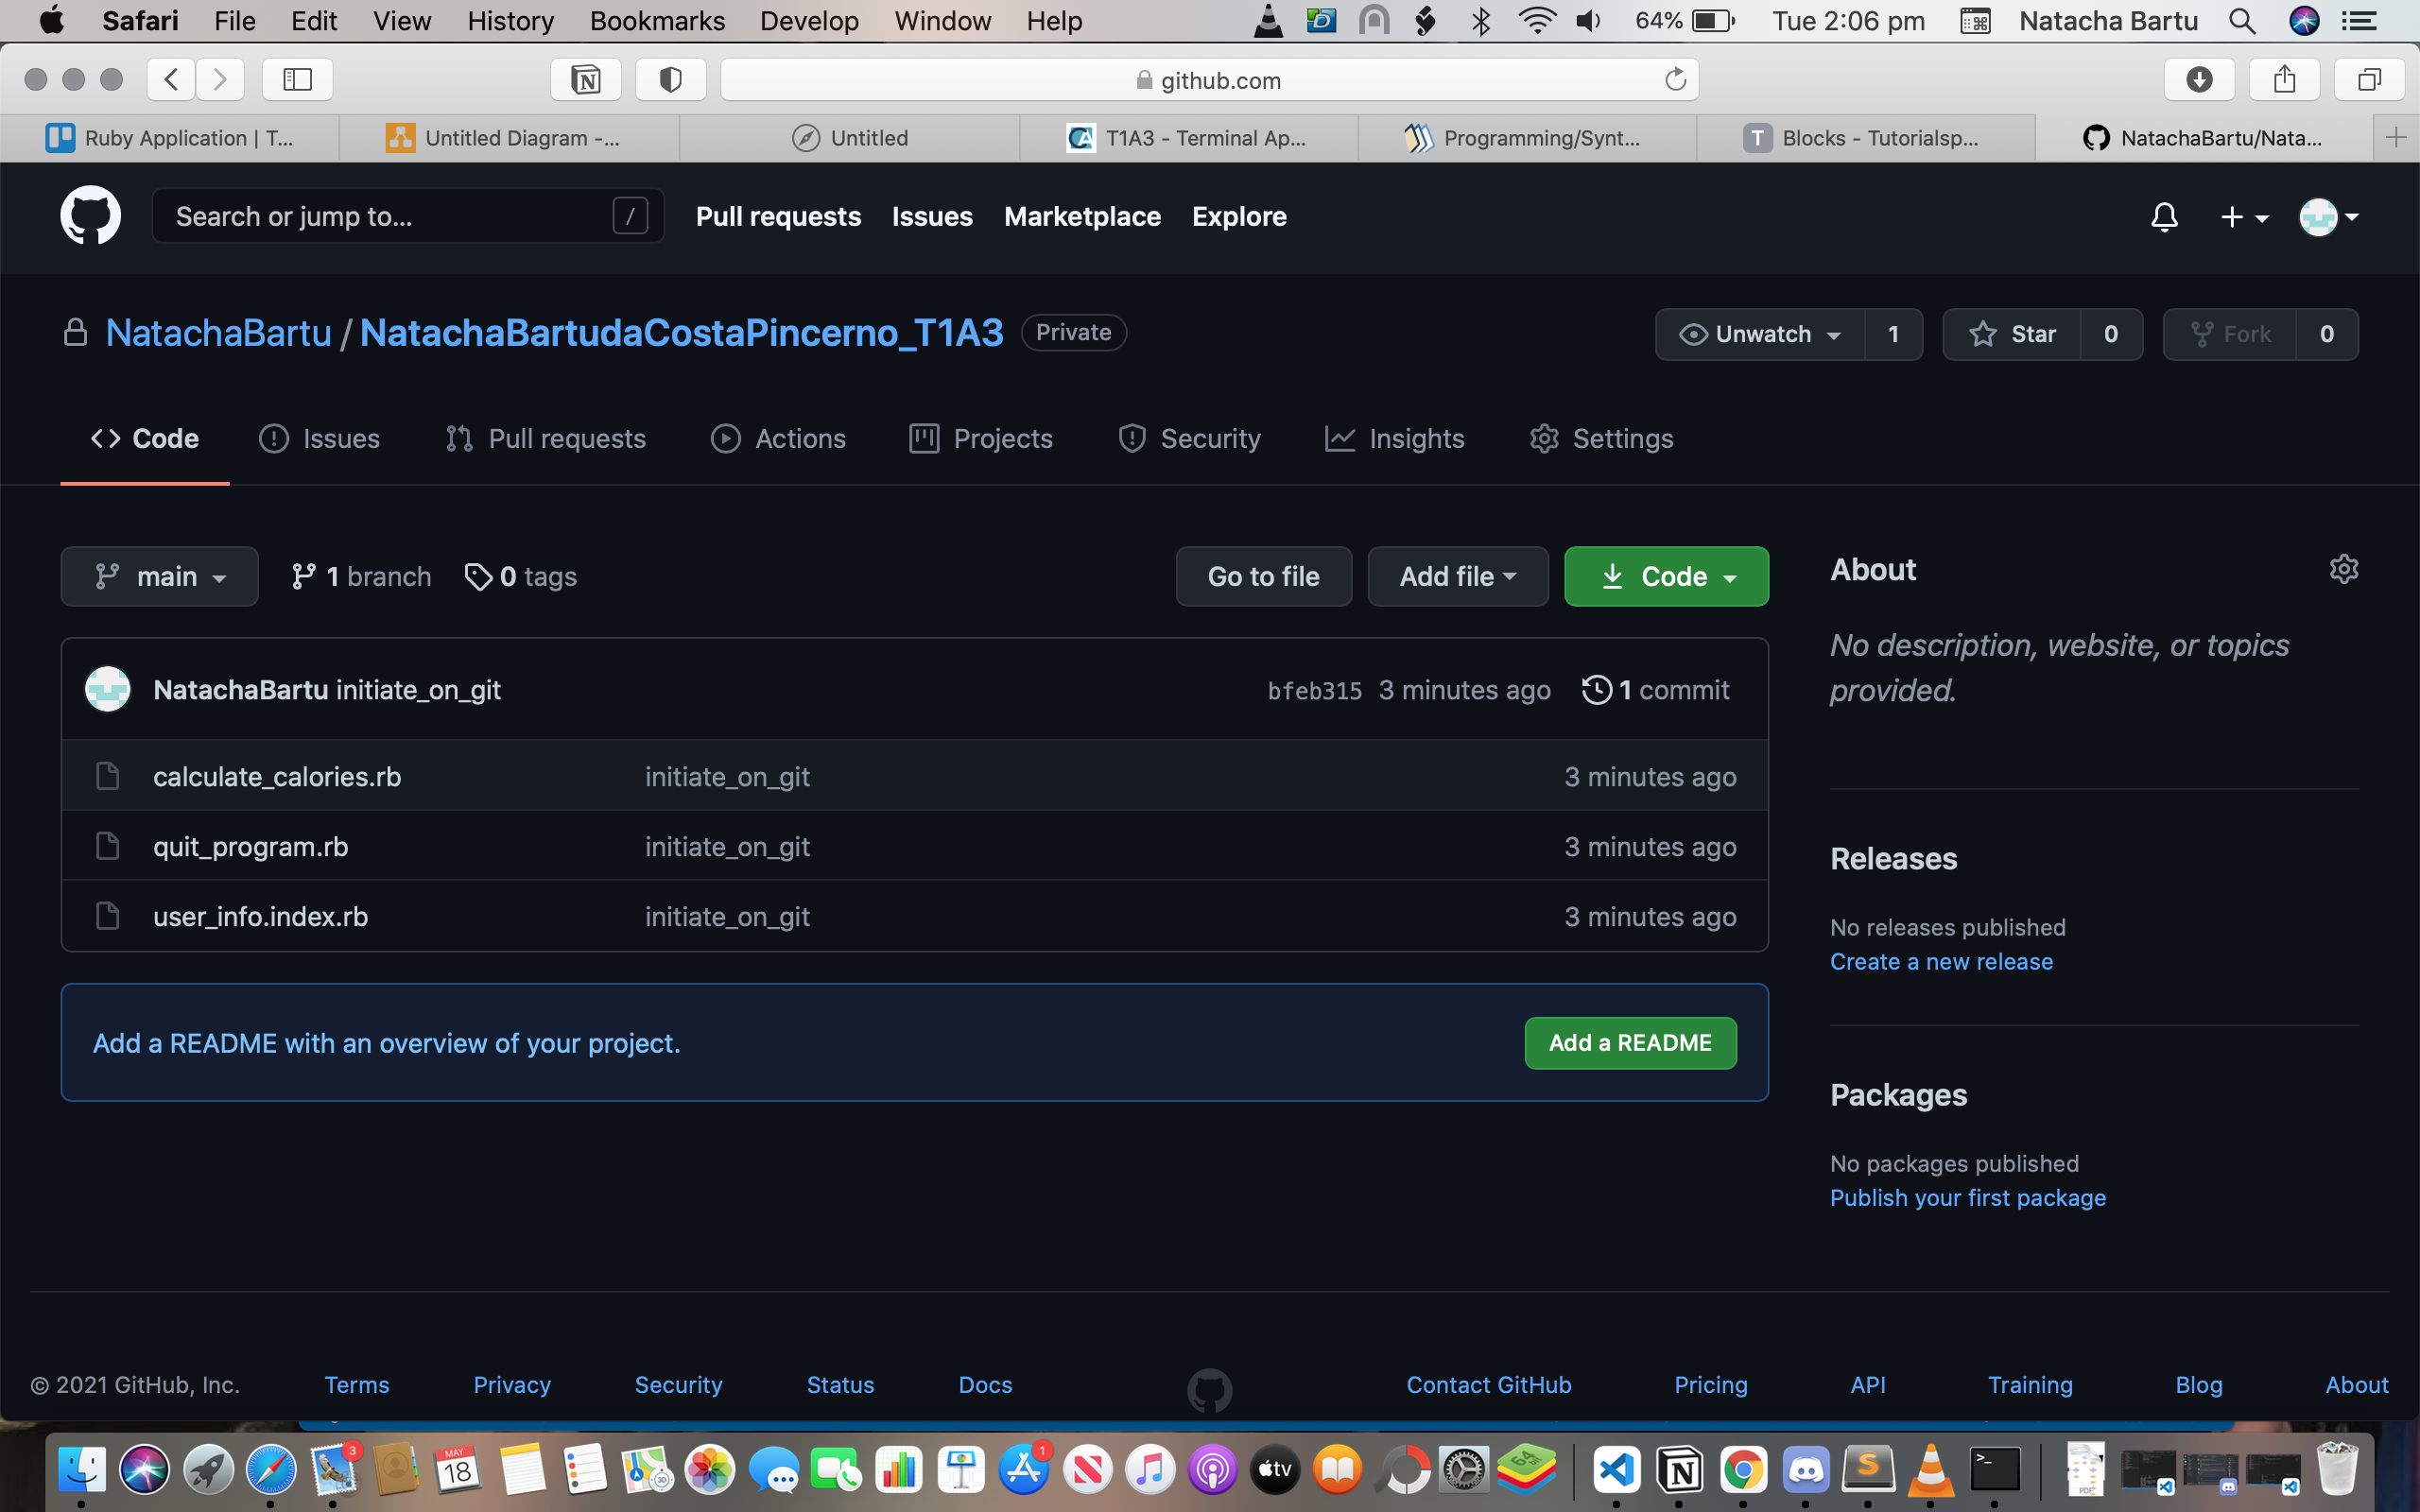 Safari File Edit View History Bookmarks Develop Window Help 64% Tue 2:06 pm Natacha Bartu
github.com
Ruby Application | T... Untitled Diagram -... Untitled T1A3 - Terminal Ap... Programming/Synt... Blocks - Tutorialsp... NatachaBartu/Nata...
Search or jump to... / Pull requests Issues Marketplace Explore
NatachaBartu / NatachaBartudaCostaPincerno_T1A3 Private Unwatch 1 Star 0 Fork 0
Code Issues Pull requests Actions Projects Security Insights Settings
main 1 branch 0 tags Go to file Add file Code
NatachaBartu initiate_on_git bfeb315 3 minutes ago 1 commit
calculate_calories.rb initiate_on_git 3 minutes ago
quit_program.rb initiate_on_git 3 minutes ago
user_info.index.rb initiate_on_git 3 minutes ago
Add a README with an overview of your project. Add a README
About
No description, website, or topics
provided.
Releases
No releases published
Create a new release
Packages
No packages published
Publish your first package
© 2021 GitHub, Inc. Terms Privacy Security Status Docs Contact GitHub Pricing API Training Blog About
3 MAY 18 1 tv PDF